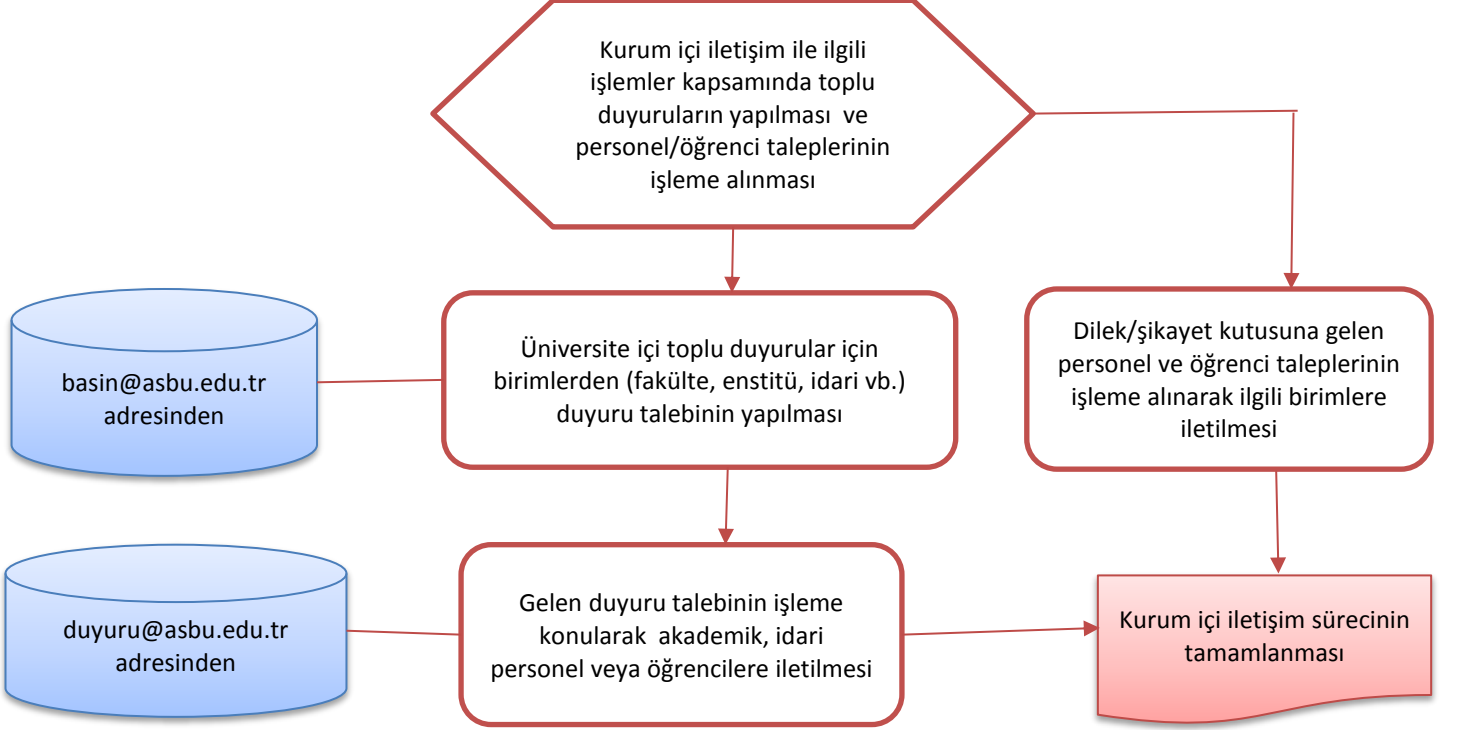 Kurum içi iletişim ile ilgili
işlemler kapsamında toplu
duyuruların yapılması ve
personel/öğrenci taleplerinin
işleme alınması
basin@asbu.edu.tr
adresinden
Üniversite içi toplu duyurular için
birimlerden (fakülte, enstitü, idari vb.)
duyuru talebinin yapılması
Dilek/şikayet kutusuna gelen
personel ve öğrenci taleplerinin
işleme alınarak ilgili birimlere
iletilmesi
duyuru@asbu.edu.tr
adresinden
Gelen duyuru talebinin işleme
konularak akademik, idari
personel veya öğrencilere iletilmesi
Kurum içi iletişim sürecinin
tamamlanması